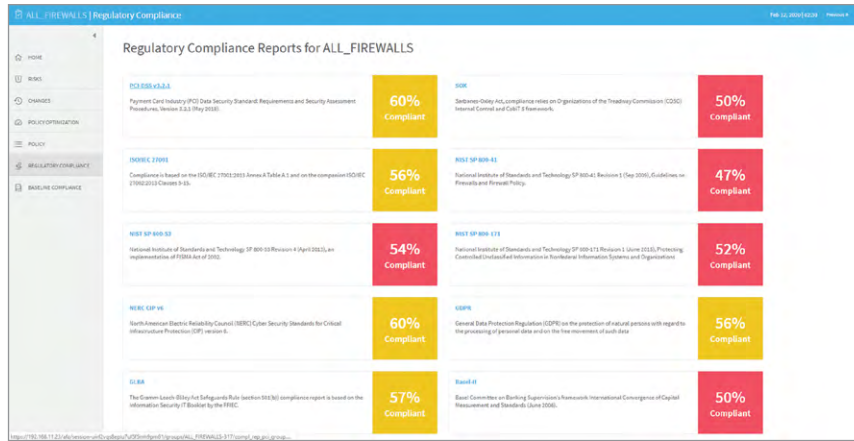 ALL_FIREWALLS | Regulatory Compliance
HOME
RISKS
CHANGES
POLICY OPTIMIZATION
POLICY
REGULATORY COMPLIANCE
BASELINE COMPLIANCE
Regulatory Compliance Reports for ALL_FIREWALLS
PCI DSS v3.2.1
Payment Card Industry (PCI) Data Security Standard: Requirements and Security Assessment
Procedures, Version 3.2.1 (May 2018)
60%
Compliant
SOX
Sarbanes-Oxley Act, compliance relies on Organizations of the Treadway Commission (COSO)
Internal Control and CobiT Framework.
50%
Compliant
ISO/IEC 27001
Compliance is based on the ISO/IEC 27001:2013 Annex A Table A.1 and on the companion ISO/IEC
27002:2013 Clauses
56%
Compliant
NIST SP 800-41
National Institute of Standards and Technology SP 800-41 Revision 1 (Sep 2009), Guidelines on
Firewalls and Firewall Policy.
47%
Compliant
NIST SP 800-53
National Institute of Standards and Technology, SP 800-53 Revision 4 (April 2013), an
implementation of FISMA Act of 2002.
54%
Compliant
NIST SP 800-171
National Institute of Standards and Technology SP 800-171 Revision 1 (June 2015), Protecting
Controlled Unclassified Information in Nonfederal Information Systems and Organizations
52%
Compliant
NERC CIP v6
North American Electric Reliability Council (NERC) Cyber Security Standards for Critical
Infrastructure Protection (CIP) version 6.
60%
Compliant
GDPR
General Data Protection Regulation (GDPR) on the protection of natural persons with regard to
the processing of personal data and on the free movement of such data
56%
Compliant
GLBA
The Gramm-Leach-Bliley Act Safeguards Rule (section 501(b)) compliance report is based on the
Information Security IT Booklet by the FFIEC.
57%
Compliant
Basel-II
Basel Committee on Banking Supervision's framework International Convergence of Capital
Measurement and Standards (June 2006).
50%
Compliant